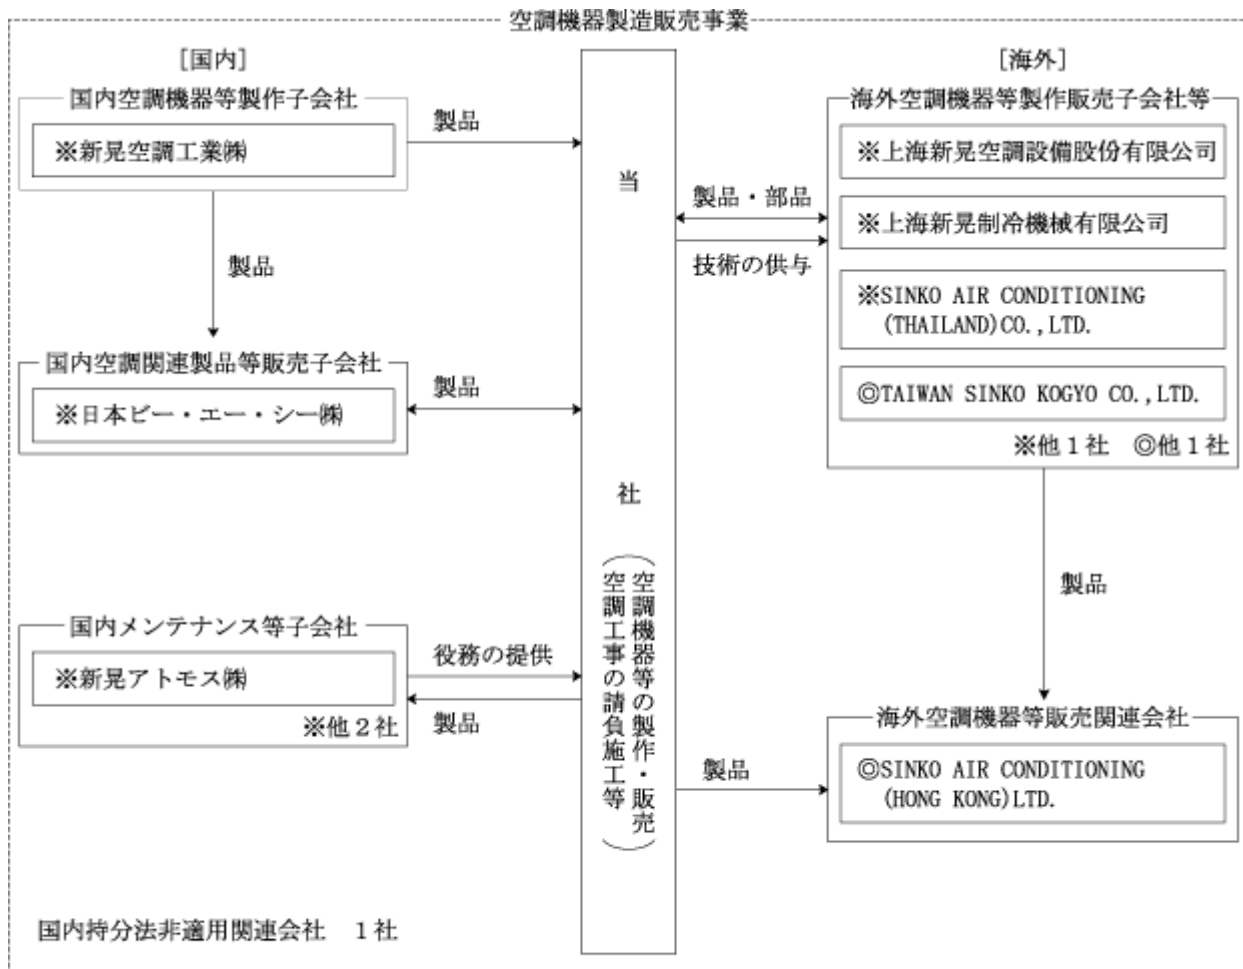 空調機器製造販売事業
[国内]
国内空調機器等製作子会社
※新晃空調工業㈱
製品
製品
国内空調関連製品等販売子会社
※日本ビー・エー・シー㈱
製品
国内メンテナンス等子会社
※新晃アトモス㈱
※他2社
役務の提供
製品
国内持分法非適用関連会社 1社
当社
(空調機器等の製作・販売
空調工事の請負施工等)
[海外]
海外空調機器等製作販売子会社等
※上海新晃空調設備股份有限公司
製品・部品
※上海新晃制冷機械有限公司
技術の供与
※SINKO AIR CONDITIONING
(THAILAND)CO.,LTD.
◎TAIWAN SINKO KOGYO CO.,LTD.
※他1社 ◎他1社
製品
海外空調機器等販売関連会社
製品
◎SINKO AIR CONDITIONING
(HONG KONG)LTD.